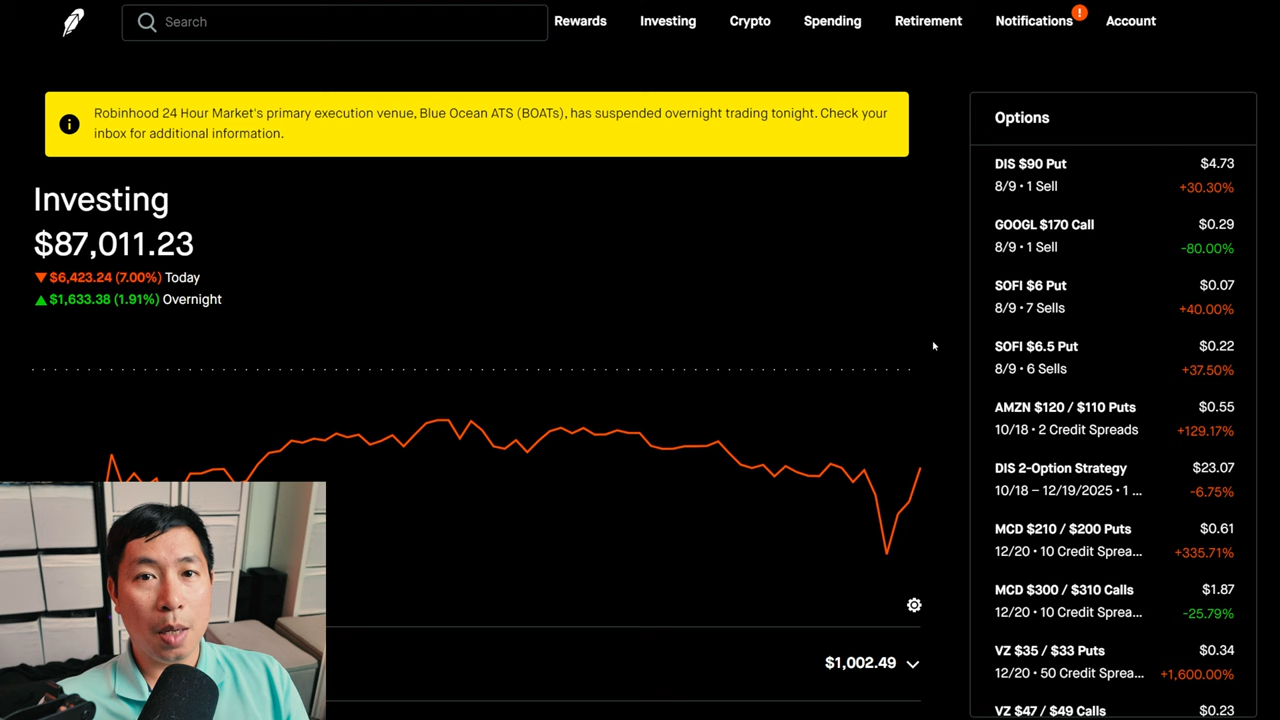 Search
Rewards
Investing
Crypto
Spending
Retirement
Notifications
!
Account
Robinhood 24 Hour Market's primary execution venue, Blue Ocean ATS (BOATs), has suspended overnight trading tonight. Check your
inbox for additional information.
Investing
$87,011.23
▼ $6,423.24 (7.00%) Today
▲ $1,633.38 (1.91%) Overnight
$1,002.49
Options
DIS $90 Put $4.73
8/9 • 1 Sell +30.30%
GOOGL $170 Call $0.29
8/9 • 1 Sell -80.00%
SOFI $6 Put $0.07
8/9 • 7 Sells +40.00%
SOFI $6.5 Put $0.22
8/9 • 6 Sells +37.50%
AMZN $120 / $110 Puts $0.55
10/18 • 2 Credit Spreads +129.17%
DIS 2-Option Strategy $23.07
10/18 – 12/19/2025 • 1 ... -6.75%
MCD $210 / $200 Puts $0.61
12/20 • 10 Credit Sprea... +335.71%
MCD $300 / $310 Calls $1.87
12/20 • 10 Credit Sprea... -25.79%
VZ $35 / $33 Puts $0.34
12/20 • 50 Credit Sprea... +1,600.00%
VZ $47 / $49 Calls $0.23